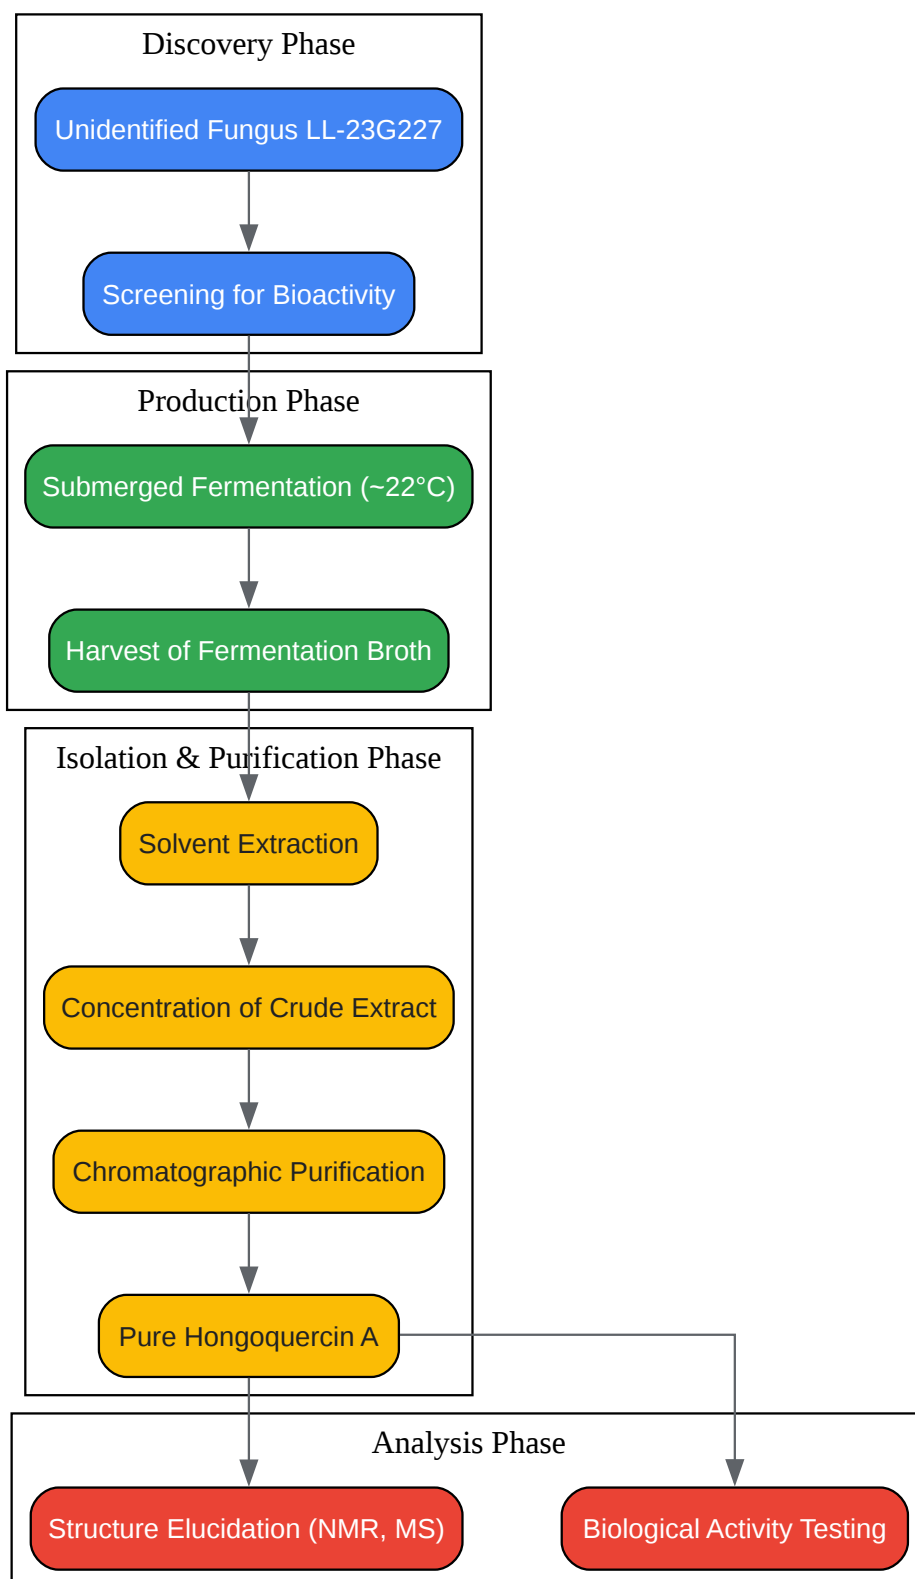 Discovery Phase
Unidentified Fungus LL-23G227
Screening for Bioactivity
Production Phase
Submerged Fermentation (~22°C)
Harvest of Fermentation Broth
Isolation & Purification Phase
Solvent Extraction
Concentration of Crude Extract
Chromatographic Purification
Pure Hongoquercin A
Analysis Phase
Structure Elucidation (NMR, MS)
Biological Activity Testing